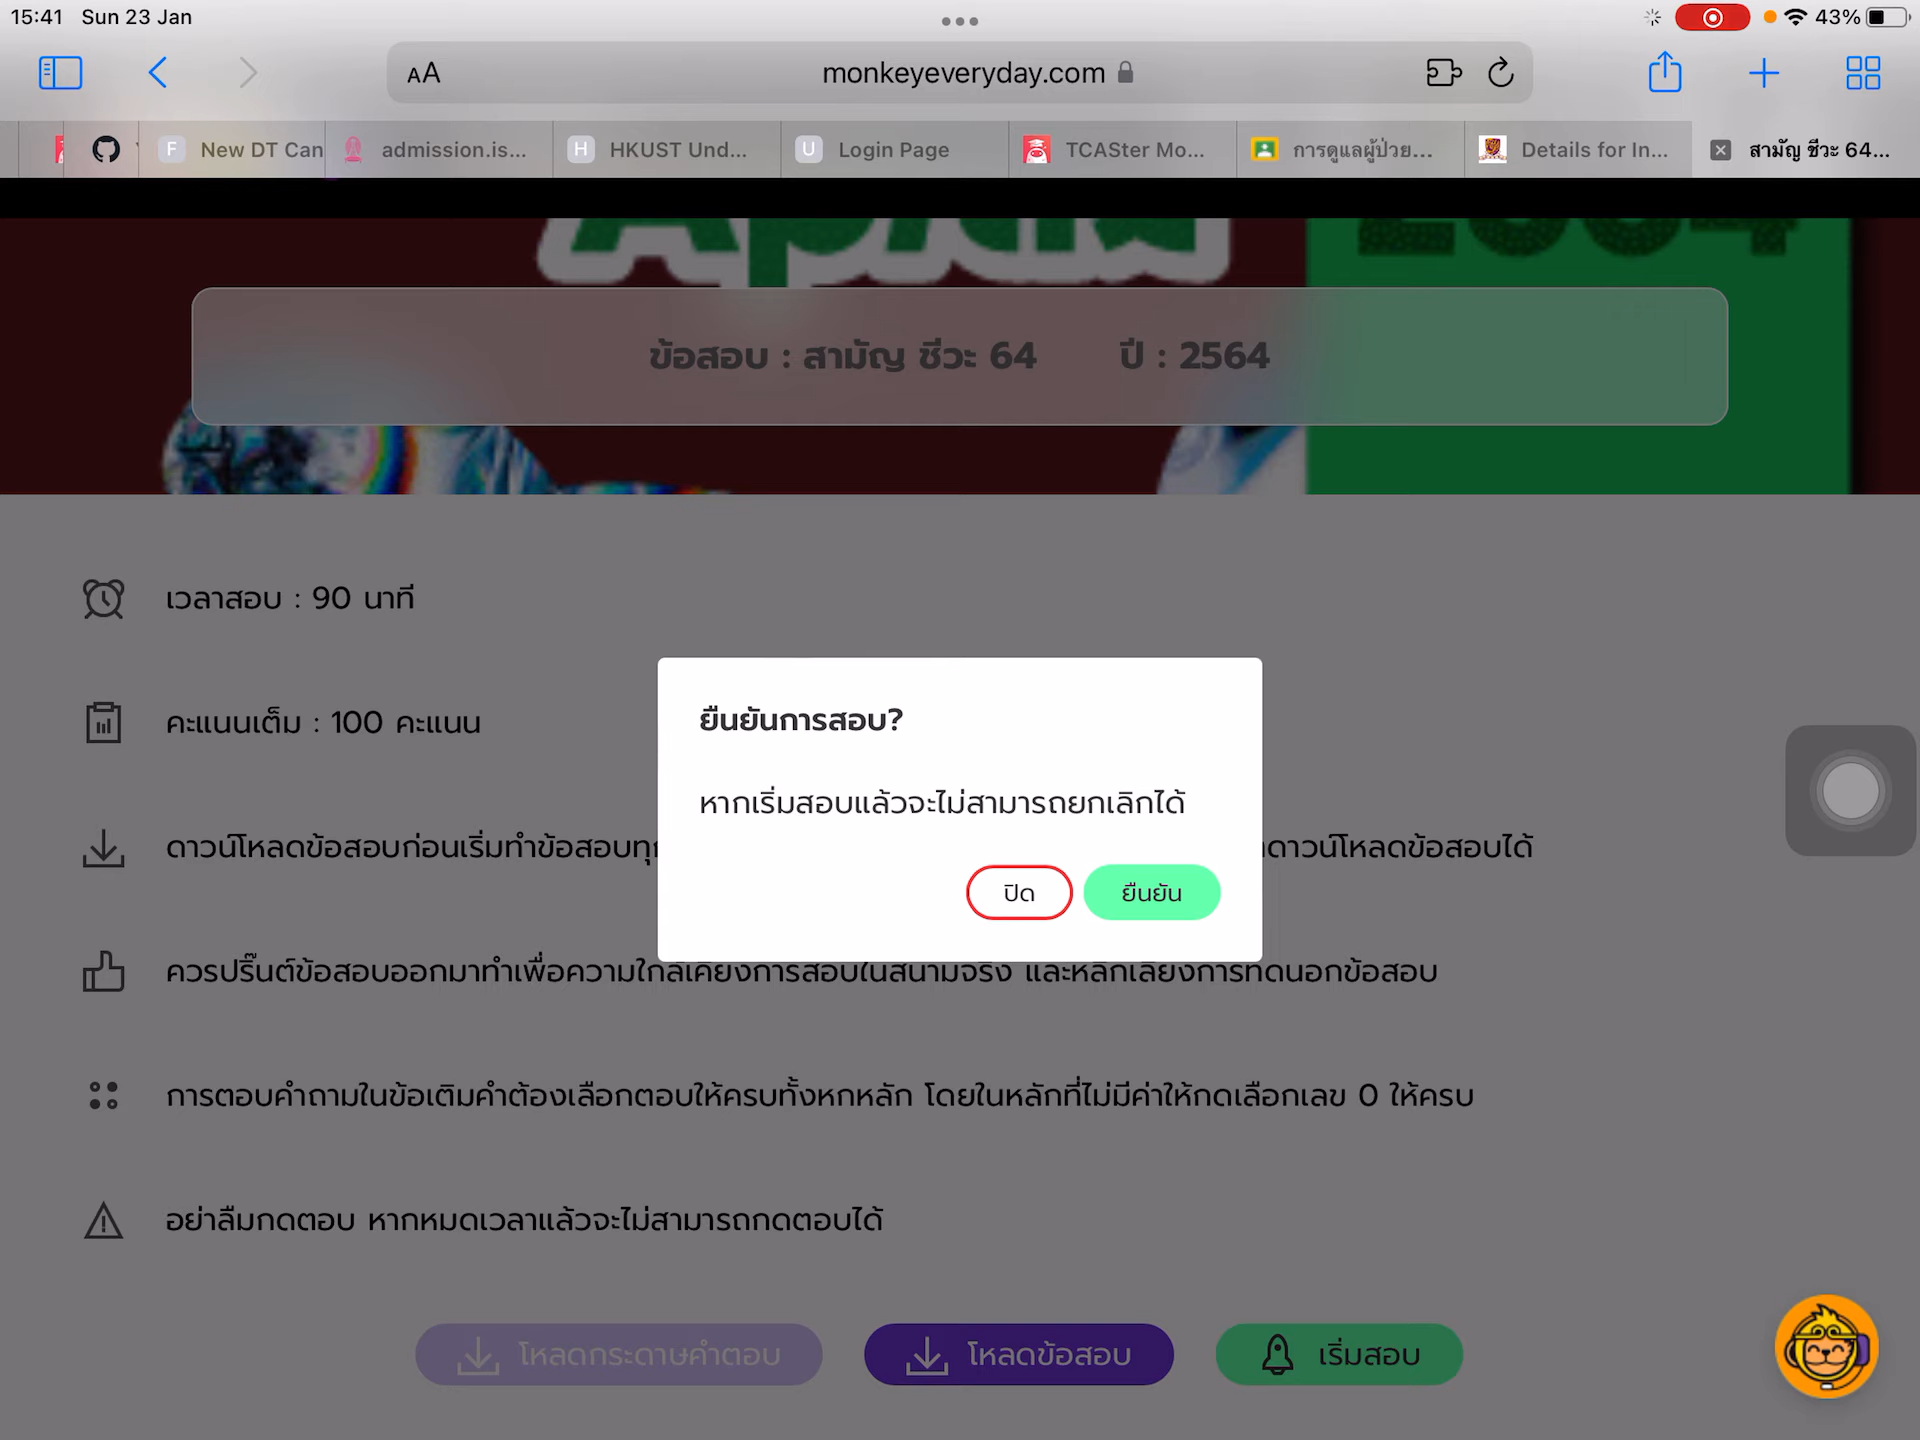 15:41 Sun 23 Jan
43%
AA
monkeyeveryday.com
F New DT Can
admission.is...
H HKUST Und...
U Login Page
TCASter Mo...
การดูแลผู้ป่วย...
Details for In...
สามัญ ชีวะ 64...
ข้อสอบ : สามัญ ชีวะ 64 ปี : 2564
เวลาสอบ : 90 นาที
คะแนนเต็ม : 100 คะแนน
ยืนยันการสอบ?
หากเริ่มสอบแล้วจะไม่สามารถยกเลิกได้
ปิด
ยืนยัน
ดาวน์โหลดข้อสอบก่อนเริ่มทำข้อสอบทุก ดาวน์โหลดข้อสอบได้
ควรปริ๊นต์ข้อสอบออกมาทำเพื่อความใกล้เคียงการสอบในสนามจริง และหลีกเลี่ยงการทดนอกข้อสอบ
การตอบคำถามในข้อเติมคำต้องเลือกตอบให้ครบทั้งหกหลัก โดยในหลักที่ไม่มีค่าให้กดเลือกเลข 0 ให้ครบ
อย่าลืมกดตอบ หากหมดเวลาแล้วจะไม่สามารถกดตอบได้
โหลดกระดาษคำตอบ
โหลดข้อสอบ
เริ่มสอบ